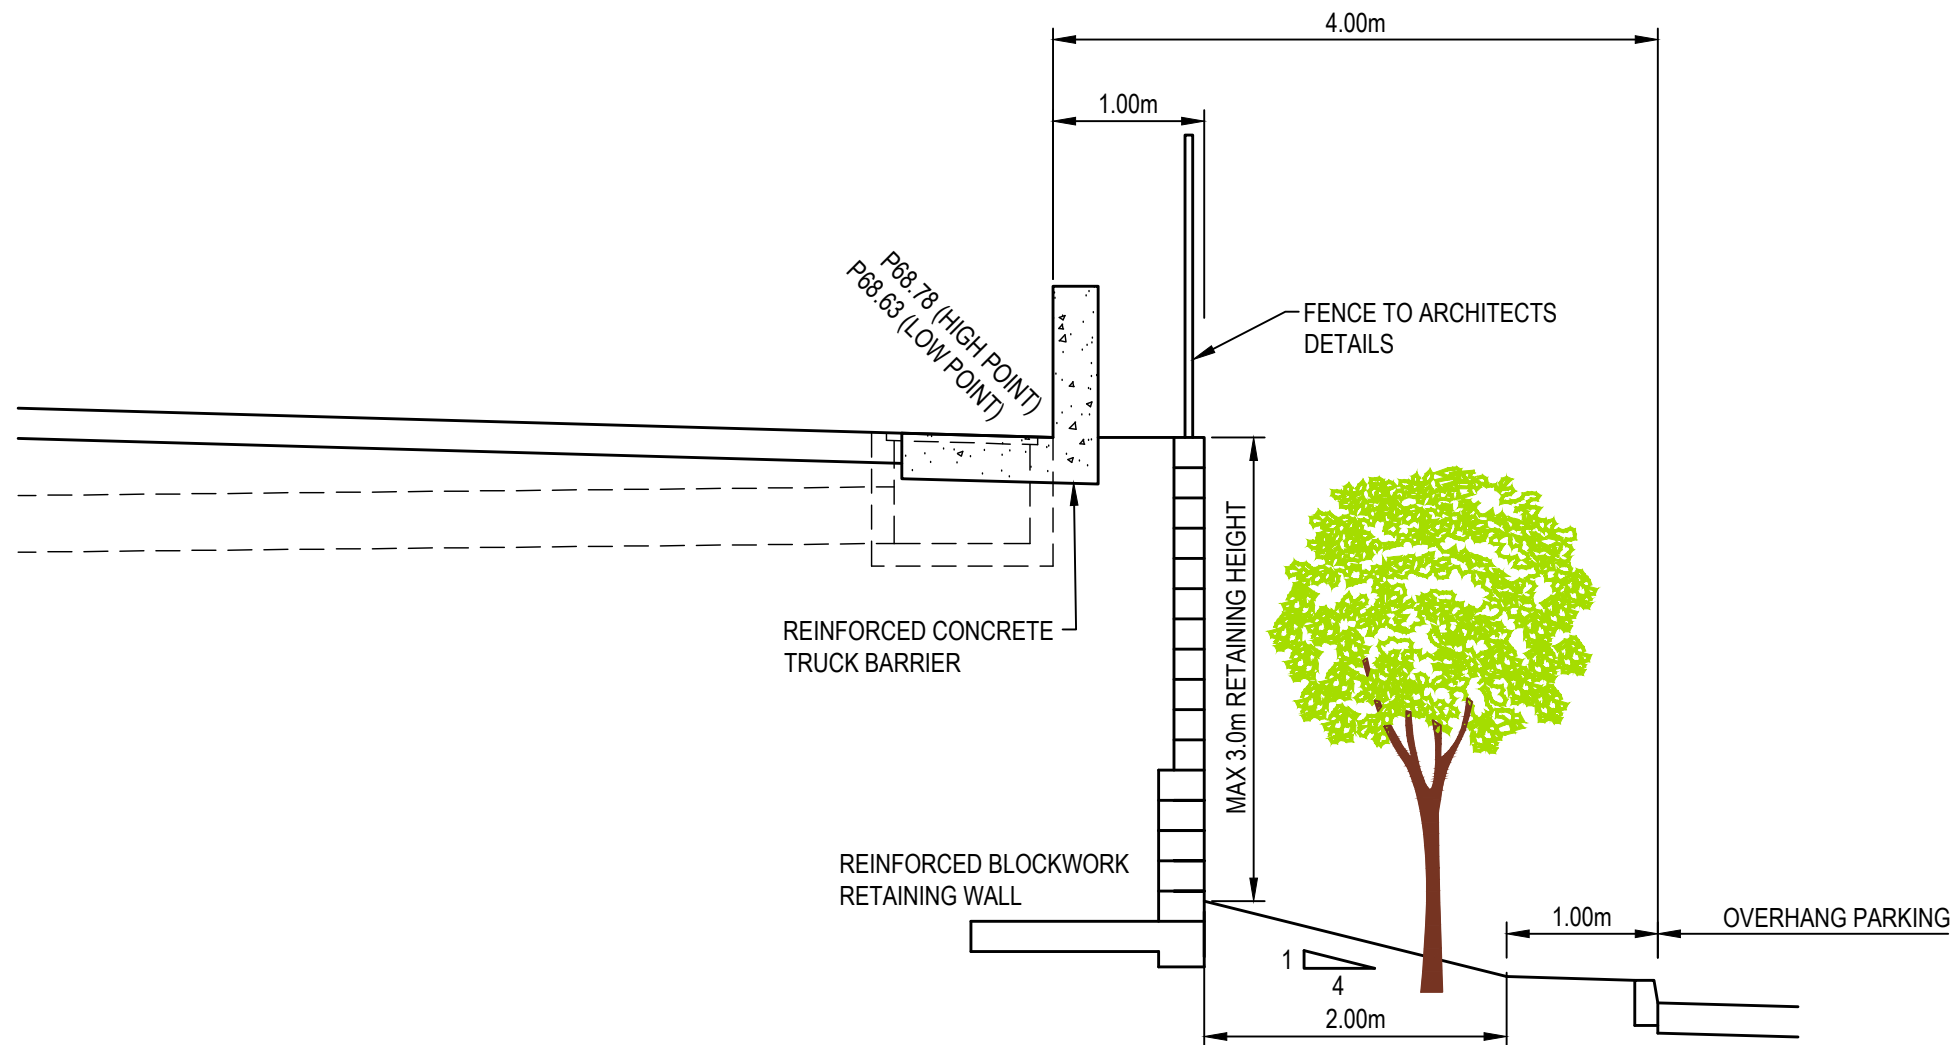 4.00m
1.00m
P68.78 (HIGH POINT)
P68.63 (LOW POINT)
FENCE TO ARCHITECTS
DETAILS
MAX 3.0m RETAINING HEIGHT
REINFORCED CONCRETE
TRUCK BARRIER
REINFORCED BLOCKWORK
RETAINING WALL
1.00m
OVERHANG PARKING
1
4
2.00m